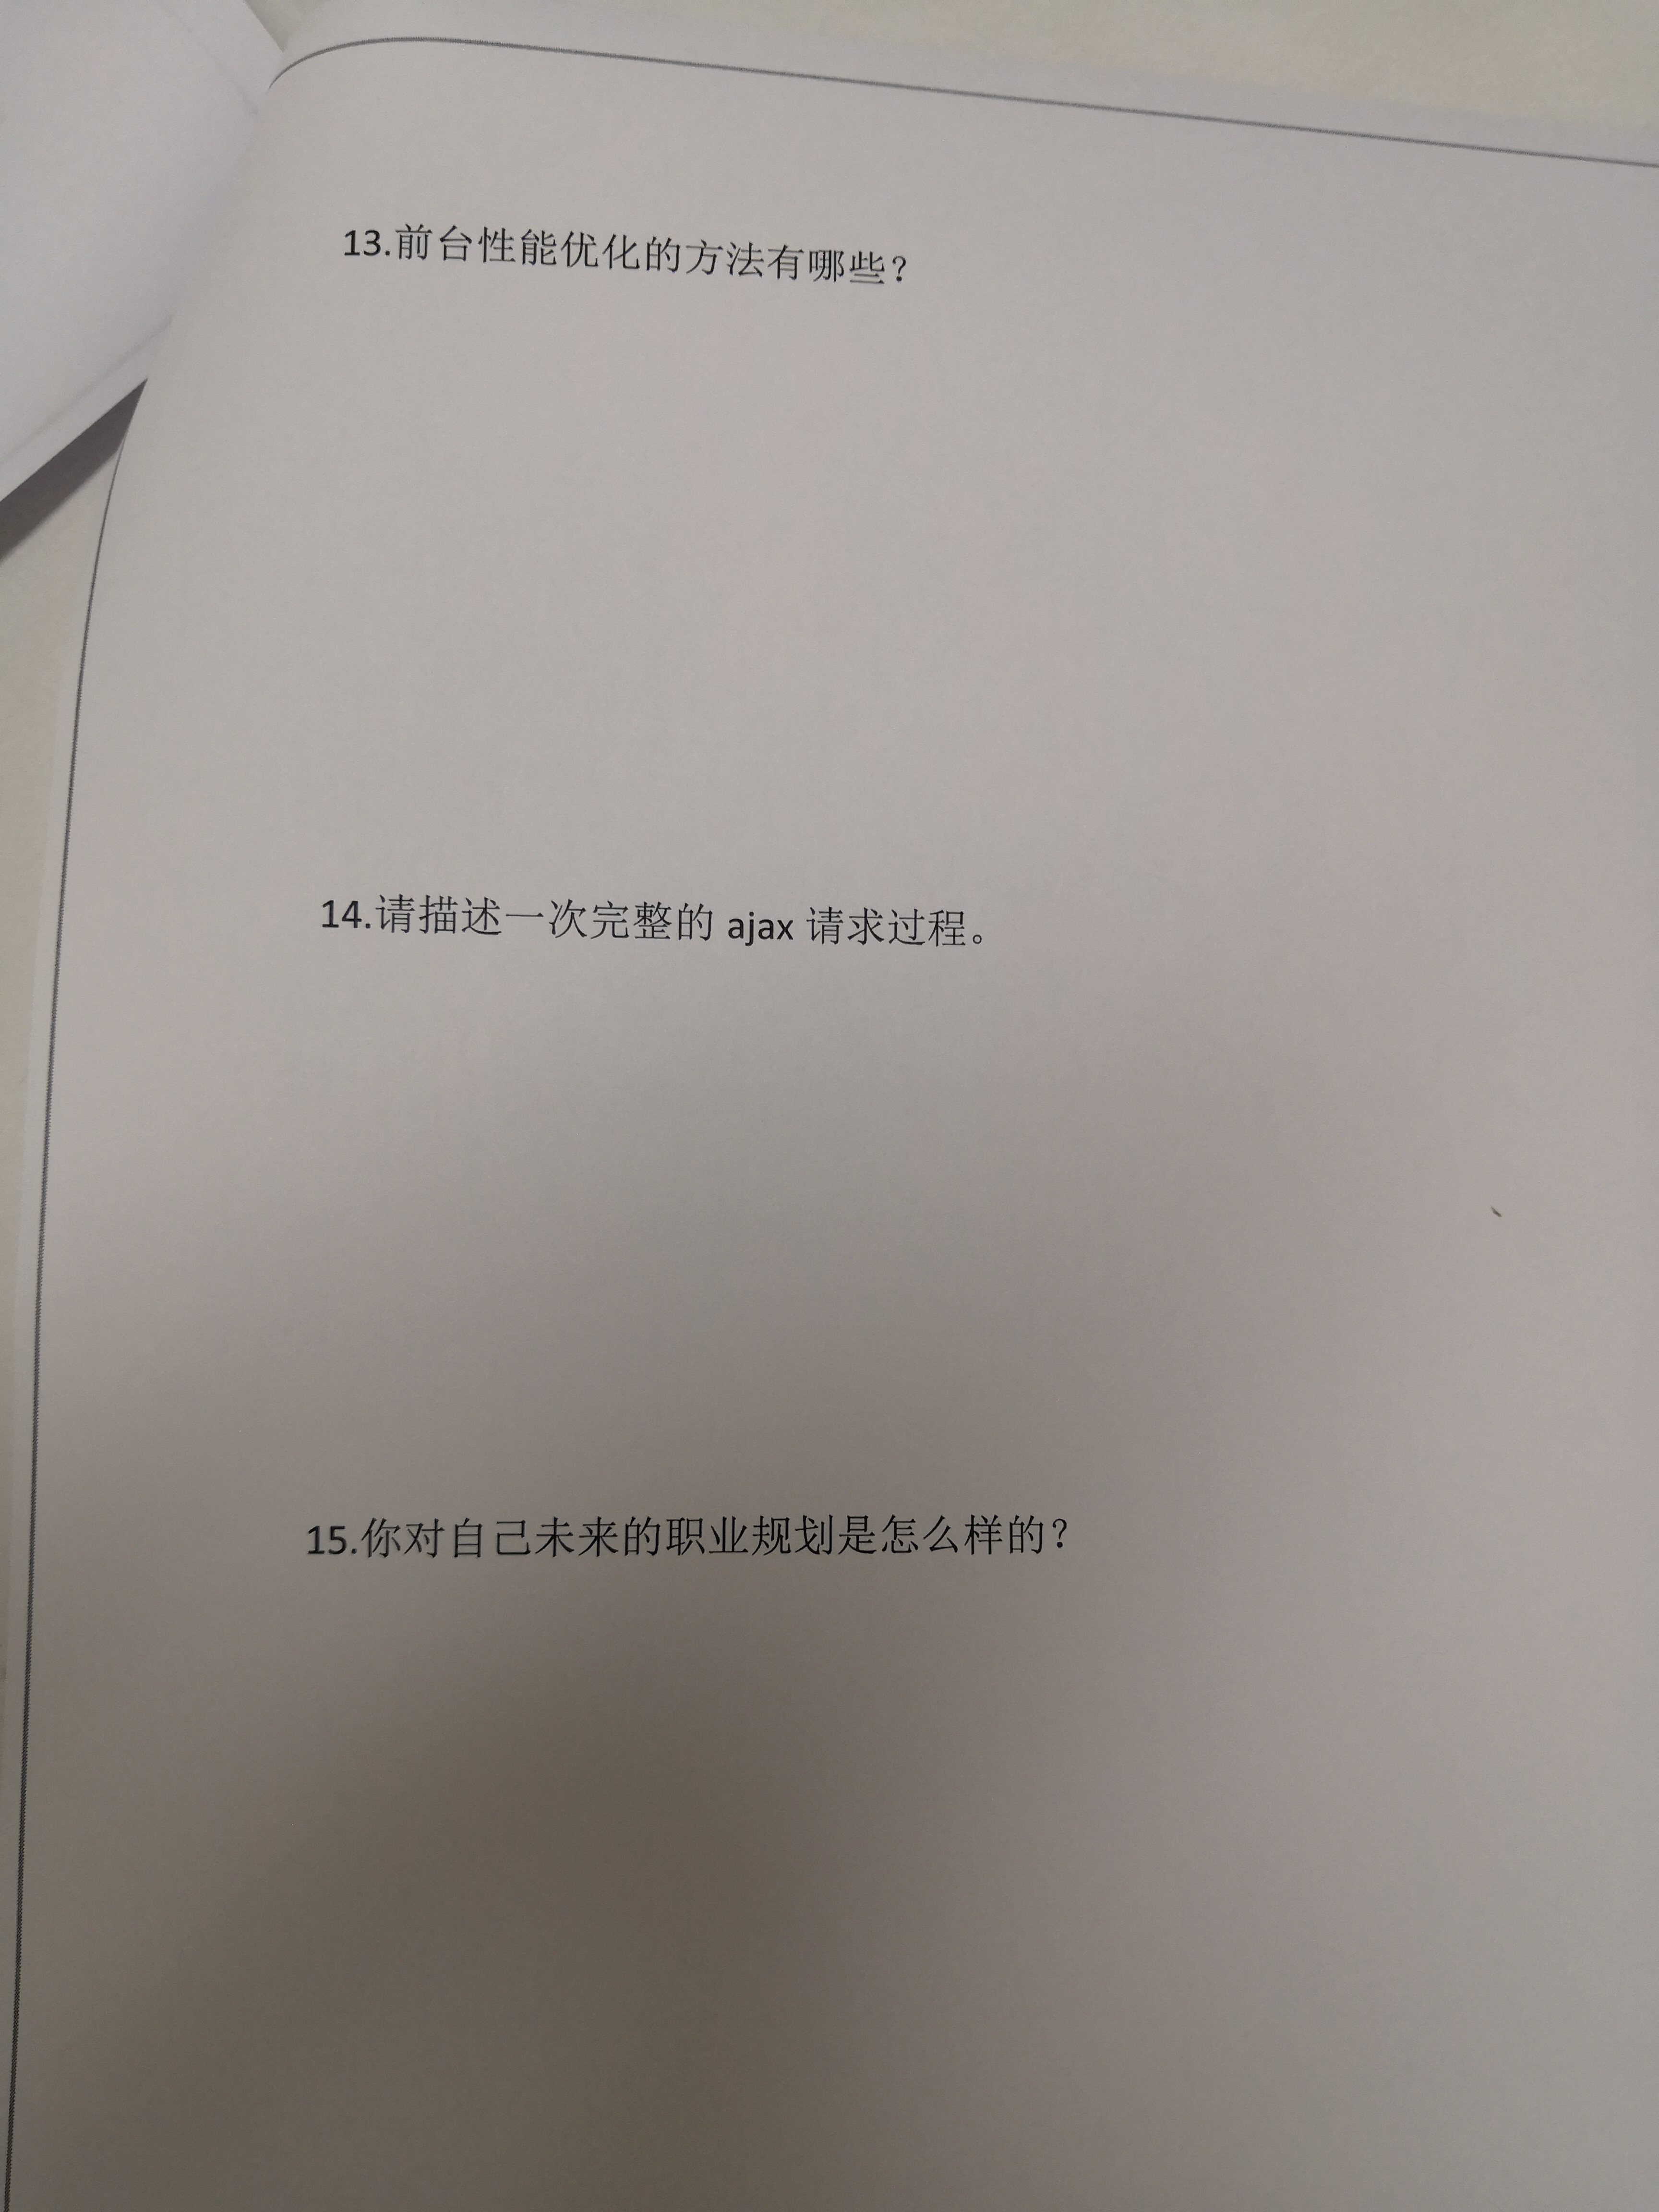 13.前台性能优化的方法有哪些？
14.请描述一次完整的 ajax 请求过程。
15.你对自己未来的职业规划是怎么样的？